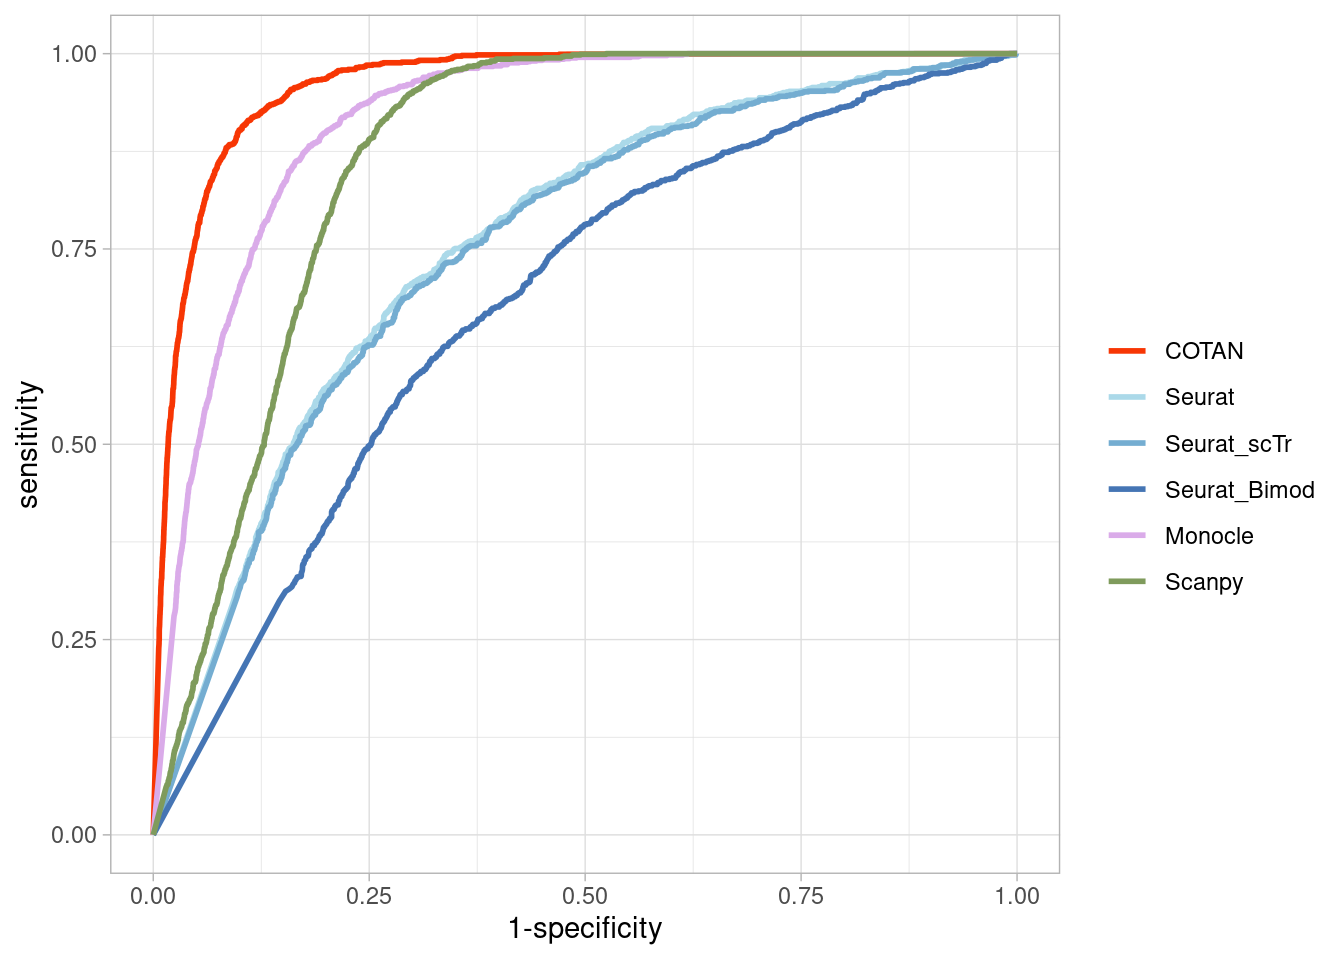 1.00
0.75
0.50
0.25
0.00
sensitivity
0.00 0.25 0.50 0.75 1.00
1-specificity
COTAN
Seurat
Seurat_scTr
Seurat_Bimod
Monocle
Scanpy